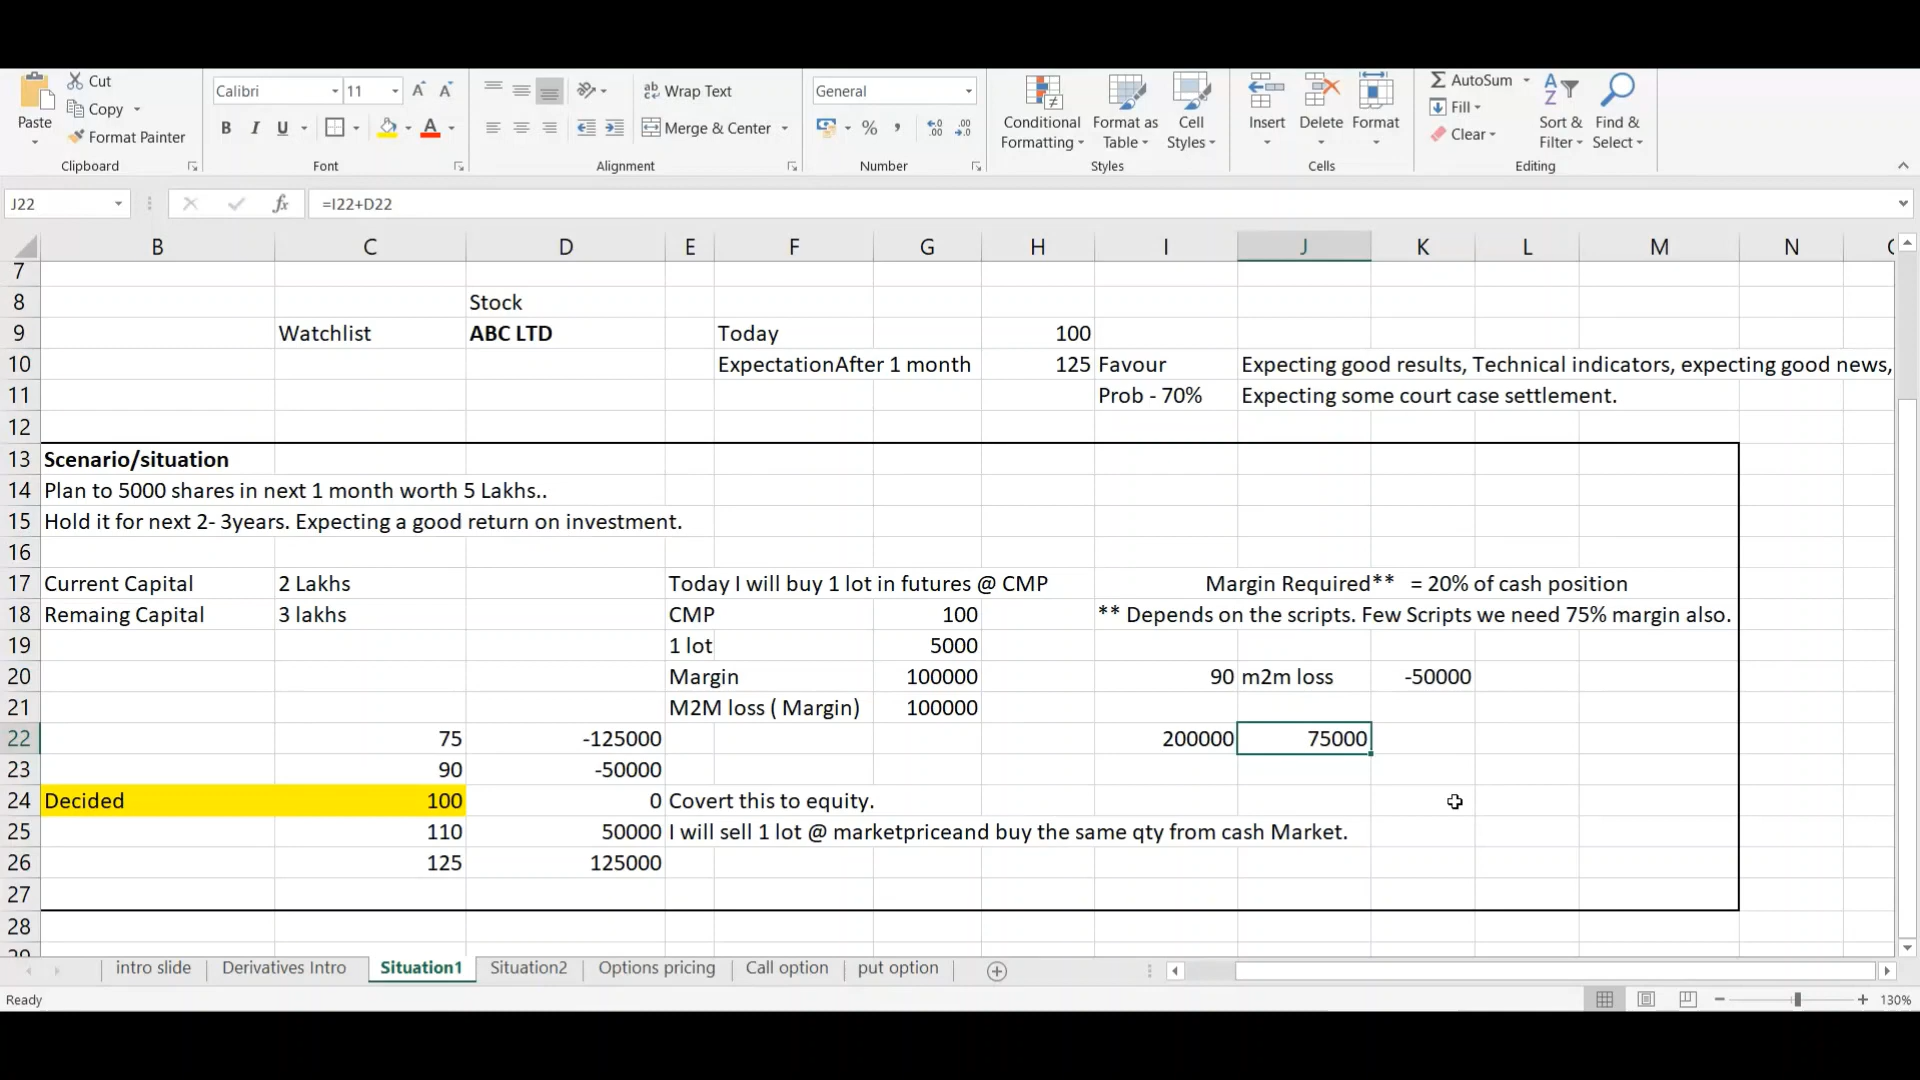 Paste
Cut
Copy
Format Painter
Clipboard
Calibri 11 A A
B I U A
Font
ab Wrap Text
Merge & Center
Alignment
General
% ,
Number
Conditional Formatting
Format as Table
Cell Styles
Styles
Insert
Delete
Format
Cells
AutoSum
Fill
Clear
Sort & Filter
Find & Select
Editing
J22 fx =I22+D22
B C D E F G H I J K L M N
7
8 Stock
9 Watchlist ABC LTD Today 100
10 ExpectationAfter 1 month 125 Favour Expecting good results, Technical indicators, expecting good news,
11 Prob - 70% Expecting some court case settlement.
12
13 Scenario/situation
14 Plan to 5000 shares in next 1 month worth 5 Lakhs..
15 Hold it for next 2- 3years. Expecting a good return on investment.
16
17 Current Capital 2 Lakhs Today I will buy 1 lot in futures @ CMP Margin Required** = 20% of cash position
18 Remaing Capital 3 lakhs CMP 100 ** Depends on the scripts. Few Scripts we need 75% margin also.
19 1 lot 5000
20 Margin 100000 90 m2m loss -50000
21 M2M loss ( Margin) 100000
22 75 -125000 200000 75000
23 90 -50000
24 Decided 100 0 Covert this to equity.
25 110 50000 I will sell 1 lot @ marketpriceand buy the same qty from cash Market.
26 125 125000
27
28
intro slide Derivatives Intro Situation1 Situation2 Options pricing Call option put option
Ready 130%